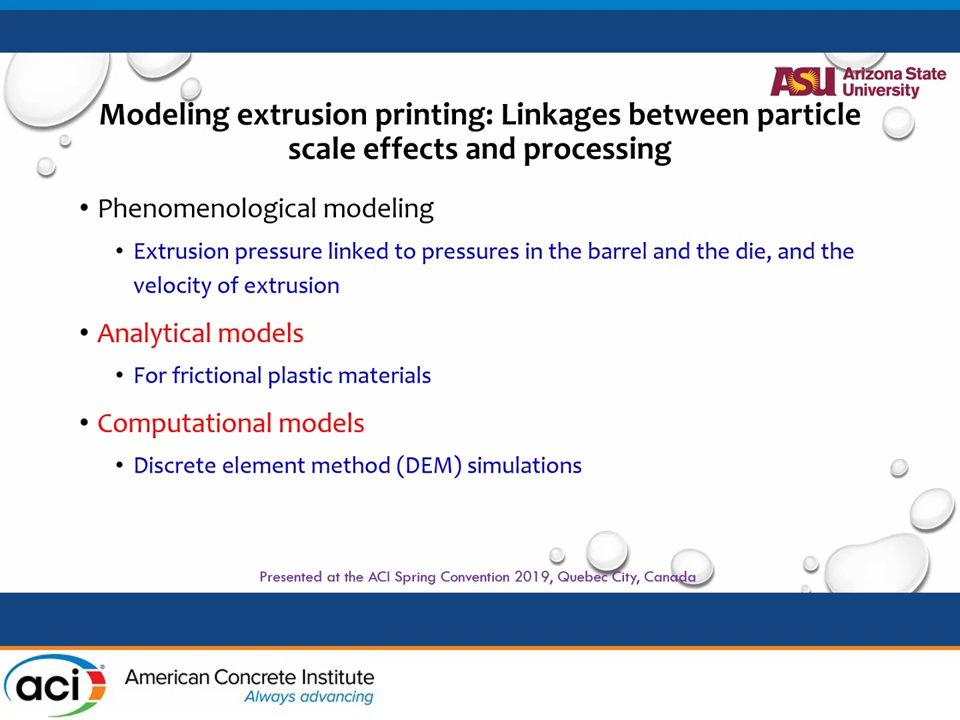 ASU Arizona State
University
Modeling extrusion printing: Linkages between particle
scale effects and processing
• Phenomenological modeling
• Extrusion pressure linked to pressures in the barrel and the die, and the
velocity of extrusion
• Analytical models
• For frictional plastic materials
• Computational models
• Discrete element method (DEM) simulations
Presented at the ACI Spring Convention 2019, Quebec City, Canada
aci American Concrete Institute
Always advancing